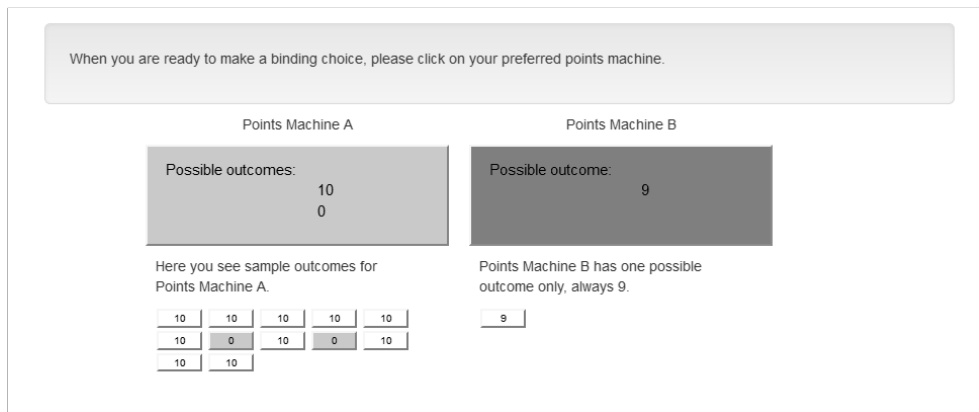 When you are ready to make a binding choice, please click on your preferred points machine.
Points Machine A
Possible outcomes:
10
0
Here you see sample outcomes for
Points Machine A.
10 10 10 10 10
10 0 10 0 10
10 10
Points Machine B
Possible outcome:
9
Points Machine B has one possible
outcome only, always 9.
9